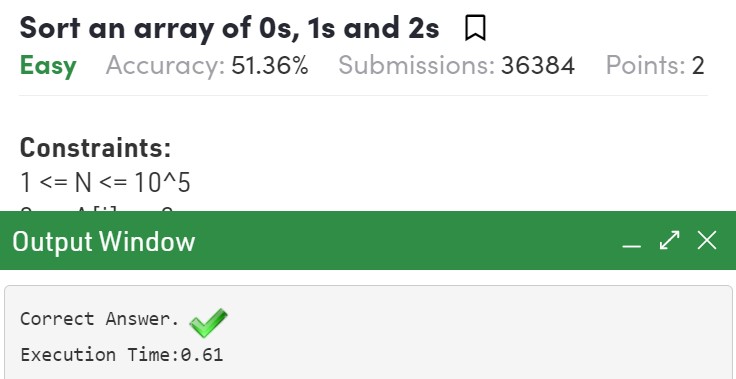 Sort an array of 0s, 1s and 2s
Easy Accuracy: 51.36% Submissions: 36384 Points: 2
Constraints:
1 <= N <= 10^5
Output Window
Correct Answer.
Execution Time:0.61